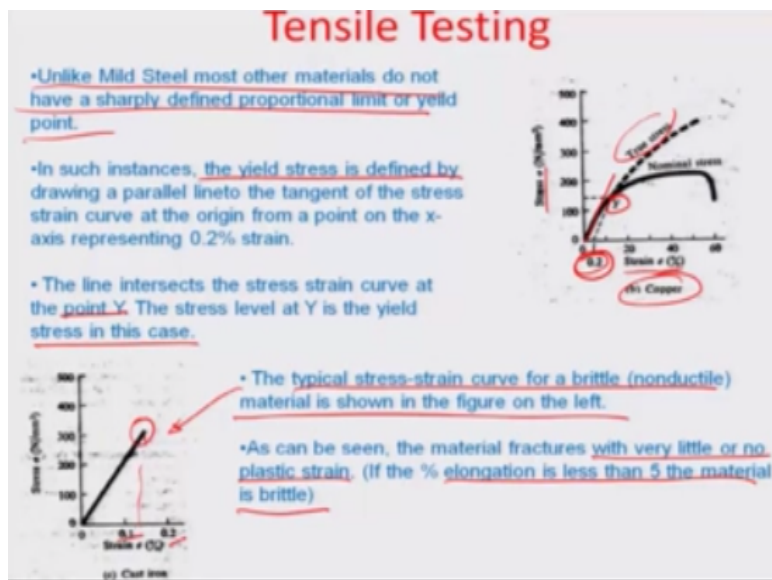 Tensile Testing
•Unlike Mild Steel most other materials do not
have a sharply defined proportional limit or yeild
point.
•In such instances, the yield stress is defined by
drawing a parallel lineto the tangent of the stress
strain curve at the origin from a point on the x-
axis representing 0.2% strain.
• The line intersects the stress strain curve at
the point Y. The stress level at Y is the yield
stress in this case.
500
400
300
200
100
0
Stress σ (N/mm²)
True stress
Nominal stress
Y
0.2
20
40
60
Strain e (%)
(b) Copper
• The typical stress-strain curve for a brittle (nonductile)
material is shown in the figure on the left.
•As can be seen, the material fractures with very little or no
plastic strain. (If the % elongation is less than 5 the material
is brittle)
500
400
300
200
100
0
Stress σ (N/mm²)
0
0.1
0.2
Strain e (%)
(c) Cast iron